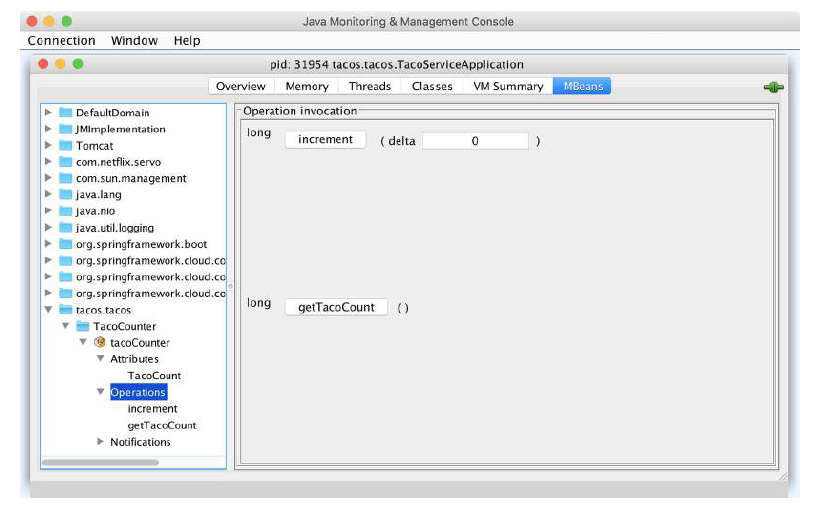 Java Monitoring & Management Console
Connection Window Help
pid: 31954 tacos.tacos.TacoServiceApplication
Overview Memory Threads Classes VM Summary MBeans
DefaultDomain
JMImplementation
Tomcat
com.netflix.servo
com.sun.management
java.lang
java.nio
java.util.logging
org.springframework.boot
org.springframework.cloud.co
org.springframework.cloud.co
org.springframework.cloud.co
tacos.tacos
TacoCounter
tacoCounter
Attributes
TacoCount
Operations
increment
getTacoCount
Notifications
Operation invocation
long increment ( delta 0 )
long getTacoCount ()